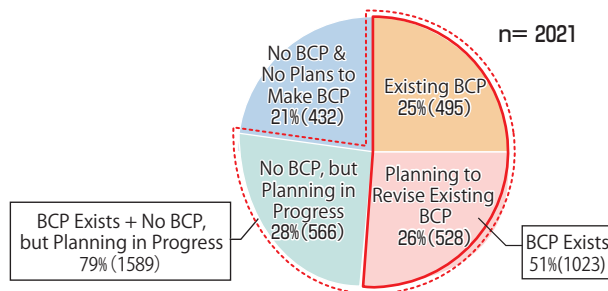 n= 2021
No BCP &
No Plans to
Make BCP
21%(432)
Existing BCP
25%(495)
No BCP, but
Planning in
Progress
28%(566)
Planning to
Revise Existing
BCP
26%(528)
BCP Exists + No BCP,
but Planning in Progress
79%(1589)
BCP Exists
51%(1023)